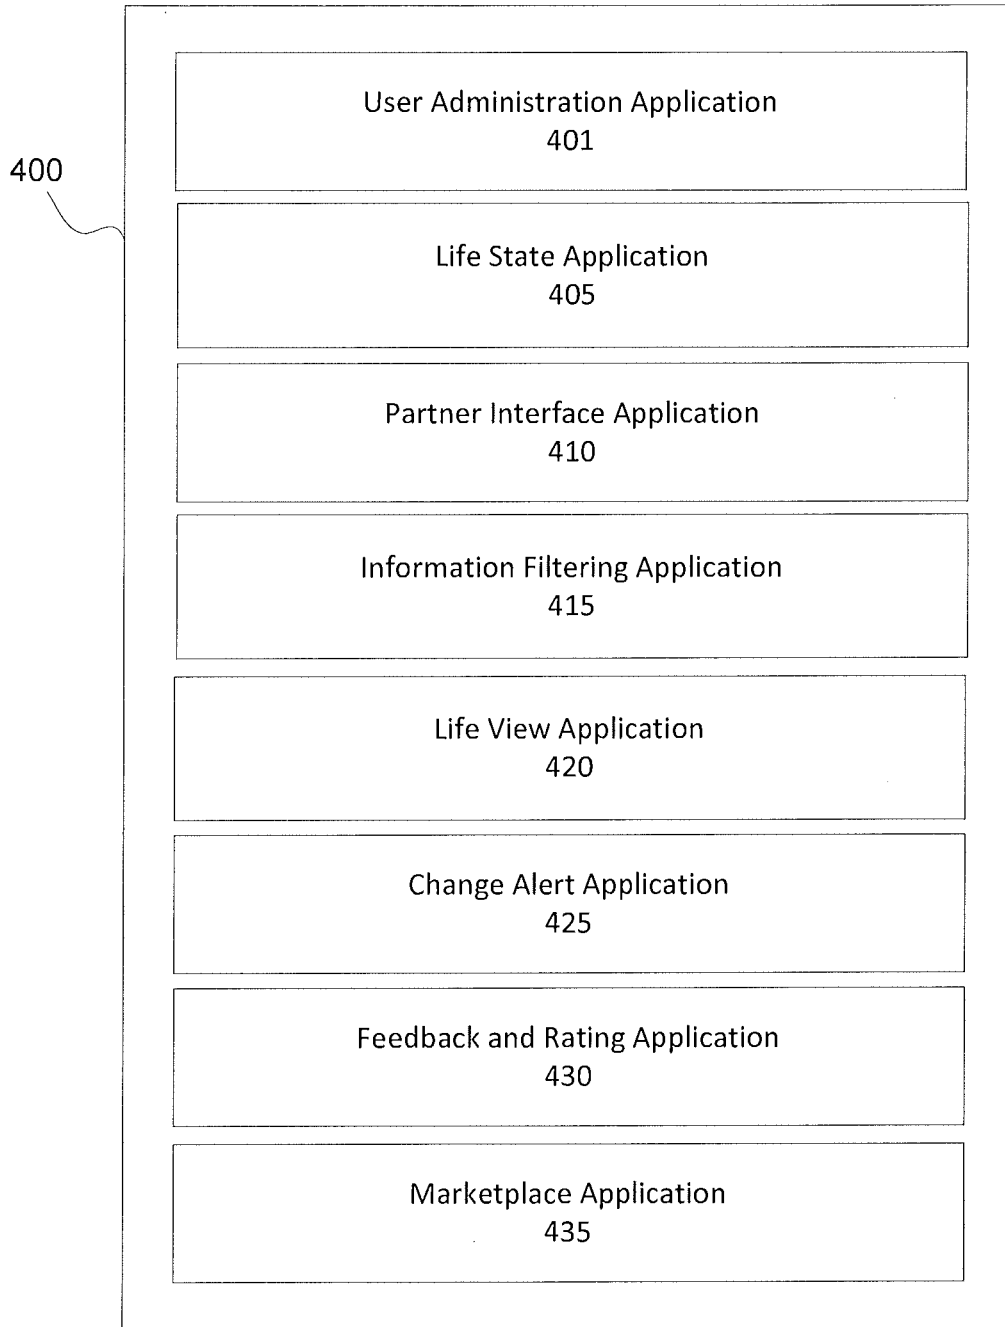 400
User Administration Application
401
Life State Application
405
Partner Interface Application
410
Information Filtering Application
415
Life View Application
420
Change Alert Application
425
Feedback and Rating Application
430
Marketplace Application
435